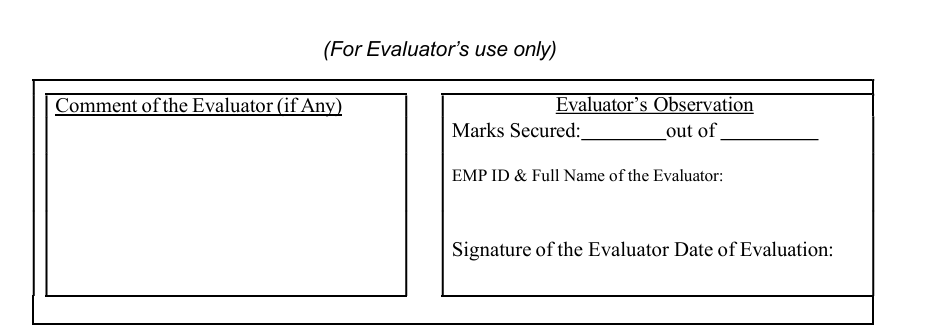 (For Evaluator’s use only)
Comment of the Evaluator (if Any)
Evaluator’s Observation
Marks Secured:________out of _________
EMP ID & Full Name of the Evaluator:
Signature of the Evaluator Date of Evaluation: